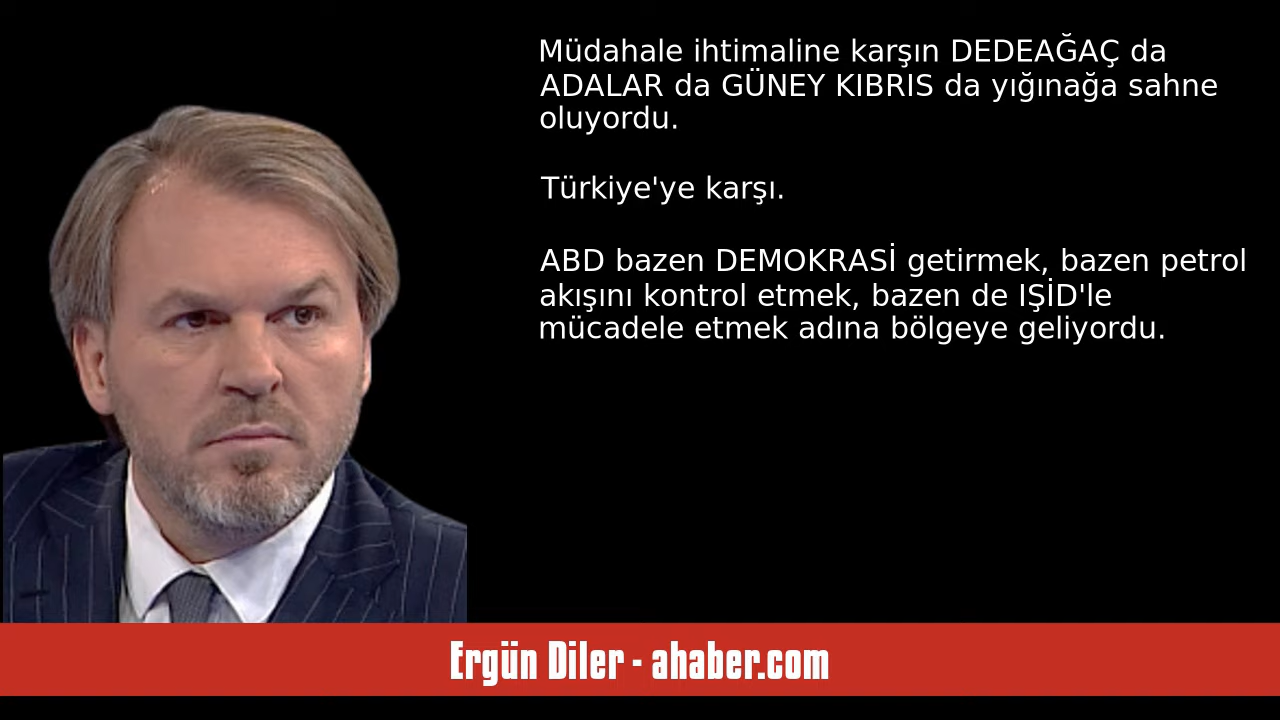 Müdahale ihtimaline karşın DEDEAĞAÇ da
ADALAR da GÜNEY KIBRIS da yığınağa sahne
oluyordu.
Türkiye'ye karşı.
ABD bazen DEMOKRASİ getirmek, bazen petrol
akışını kontrol etmek, bazen de IŞİD'le
mücadele etmek adına bölgeye geliyordu.
Ergün Diler - ahaber.com